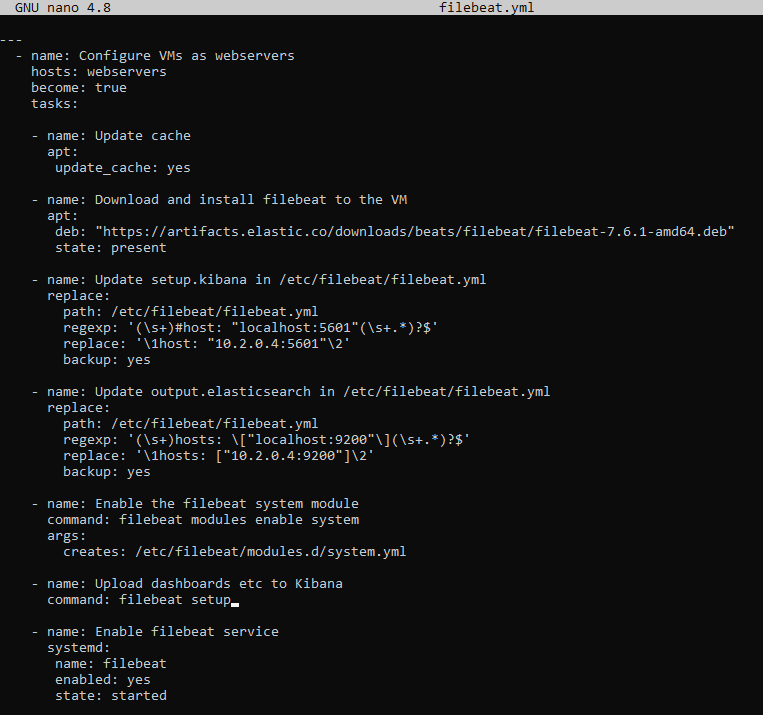 GNU nano 4.8 filebeat.yml
---
  - name: Configure VMs as webservers
    hosts: webservers
    become: true
    tasks:

    - name: Update cache
      apt:
       update_cache: yes

    - name: Download and install filebeat to the VM
      apt:
       deb: "https://artifacts.elastic.co/downloads/beats/filebeat/filebeat-7.6.1-amd64.deb"
       state: present

    - name: Update setup.kibana in /etc/filebeat/filebeat.yml
      replace:
        path: /etc/filebeat/filebeat.yml
        regexp: '(\s+)#host: "localhost:5601"(\s+.*)?$'
        replace: '\1host: "10.2.0.4:5601"\2'
        backup: yes

    - name: Update output.elasticsearch in /etc/filebeat/filebeat.yml
      replace:
        path: /etc/filebeat/filebeat.yml
        regexp: '(\s+)hosts: \["localhost:9200"\](\s+.*)?$'
        replace: '\1hosts: ["10.2.0.4:9200"]\2'
        backup: yes

    - name: Enable the filebeat system module
      command: filebeat modules enable system
      args:
        creates: /etc/filebeat/modules.d/system.yml

    - name: Upload dashboards etc to Kibana
      command: filebeat setup

    - name: Enable filebeat service
      systemd:
       name: filebeat
       enabled: yes
       state: started